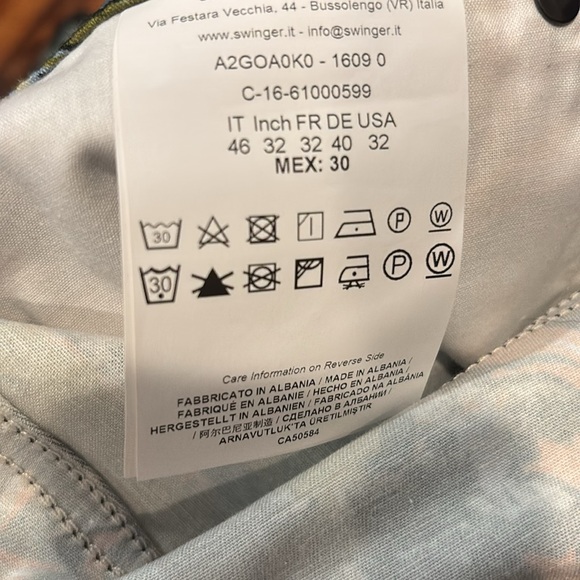 Via Festara Vecchia, 44 - Bussolengo (VR) Italia
www.swinger.it - info@swinger.it
A2GOA0K0 - 1609 0
C-16-61000599
IT Inch FR DE USA
46 32 32 40 32
MEX: 30
30 P W
30 P W
Care Information on Reverse Side
FABBRICATO IN ALBANIA / MADE IN ALBANIA /
FABRIQUÉ EN ALBANIE / HECHO EN ALBANIA /
HERGESTELLT IN ALBANIEN / FABRICADO NA ALBÂNIA
/ 阿尔巴尼亚制造 / СДЕЛАНО В АЛБАНИИ /
ARNAVUTLUK'TA ÜRETILMIŞTIR
CA50584